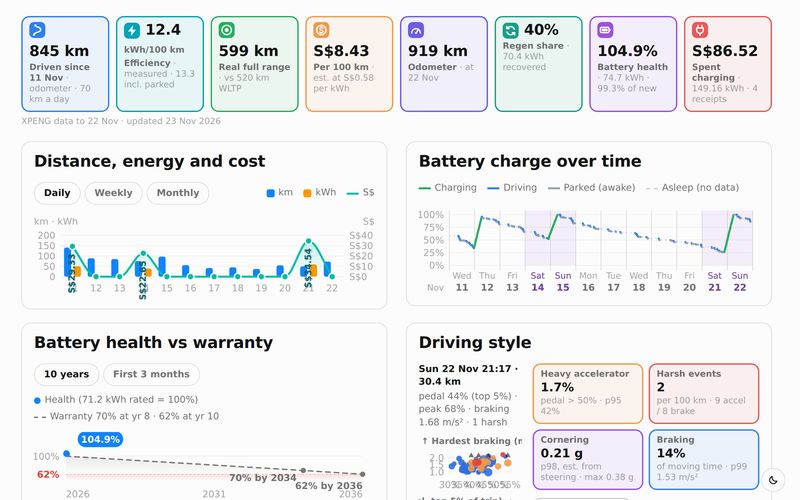 845 km
Driven since
11 Nov ·
odometer · 70
km a day
12.4
kWh/100 km
Efficiency ·
measured · 13.3
incl. parked
599 km
Real full range
· vs 520 km
WLTP
S$8.43
Per 100 km ·
est. at S$0.58
per kWh
919 km
Odometer · at
22 Nov
40%
Regen share ·
70.4 kWh
recovered
104.9%
Battery health
· 74.7 kWh ·
99.3% of new
S$86.52
Spent
charging ·
149.16 kWh · 4
receipts
XPENG data to 22 Nov · updated 23 Nov 2026
Distance, energy and cost
Daily Weekly Monthly
km kWh S$
km · kWh S$
200 S$40
150 S$30
100 S$20
50 S$10
0 S$0
12 13 15 16 17 18 19 20 21 22
Battery charge over time
Charging Driving Parked (awake) Asleep (no data)
100%
75%
50%
25%
0%
Wed Thu Fri Sat Sun Mon Tue Wed Thu Fri Sat Sun
Nov 11 12 13 14 15 16 17 18 19 20 21 22
Battery health vs warranty
10 years First 3 months
Health (71.2 kWh rated = 100%)
Warranty 70% at yr 8 · 62% at yr 10
104.9%
100%
62%
70% by 2034
62% by 2036
2026 2031 2036
Driving style
Sun 22 Nov 21:17 ·
30.4 km
pedal 44% (top 5%) ·
peak 68% · braking
1.68 m/s² · 1 harsh
↑ Hardest braking (m
2.0
1.0
Heavy accelerator
1.7%
pedal > 50% · p95
42%
Harsh events
2
per 100 km · 9 accel
/ 8 brake
Cornering
0.21 g
p98, est. from
steering · max 0.38 g
Braking
14%
of moving time · p99
1.53 m/s²